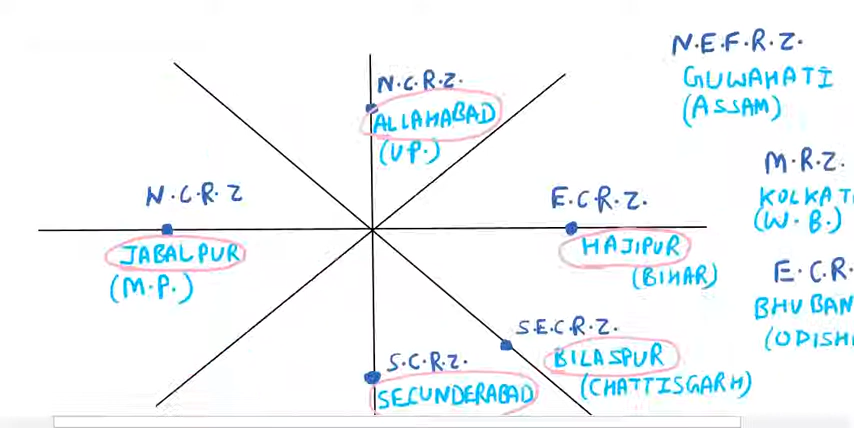 N.C.R.Z.
ALLAHABAD
(UP.)
N.C.R.Z
JABALPUR
(M.P.)
E.C.R.Z.
HAJIPUR
(BIHAR)
S.E.C.R.Z.
BILASPUR
(CHATTISGARH)
S.C.R.Z.
SECUNDERABAD
N.E.F.R.Z.
GUWAHATI
(ASSAM)
M.R.Z.
(W.B.)
E.C.R.